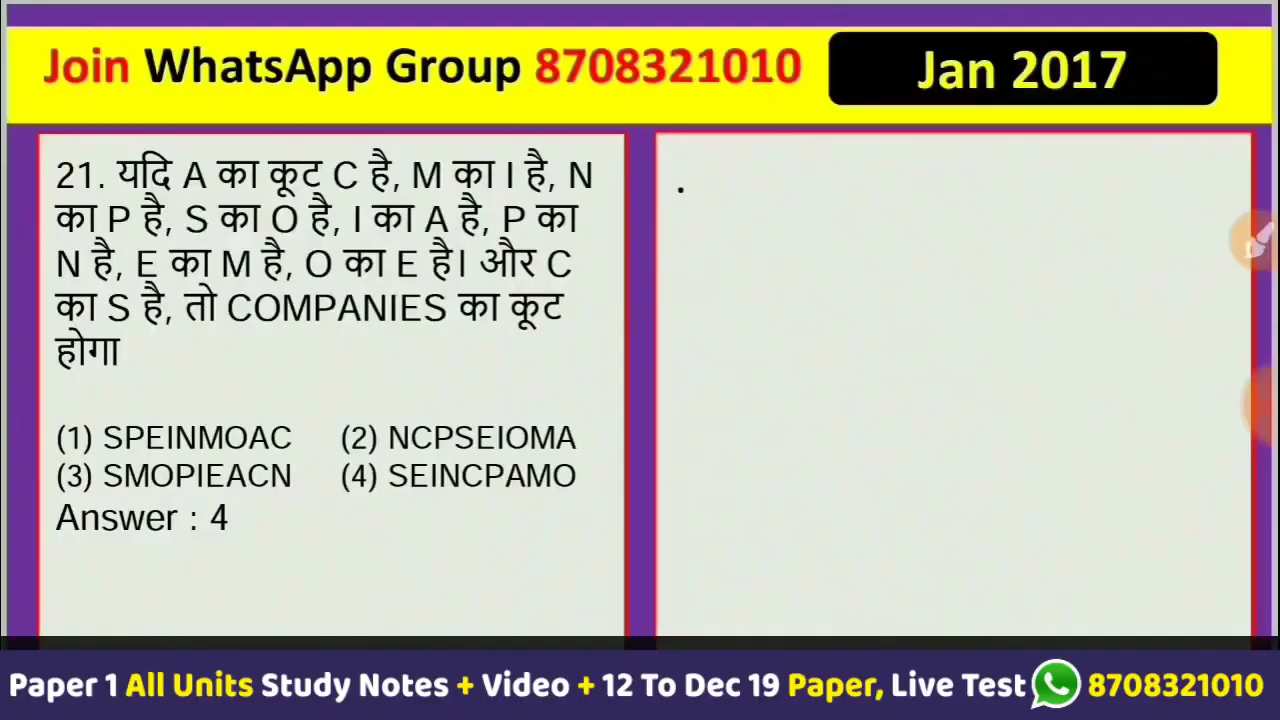 Join WhatsApp Group 8708321010
Jan 2017
21. यदि A का कूट C है, M का I है, N
का P है, S का O है, I का A है, P का
N है, E का M है, O का E है। और C
का S है, तो COMPANIES का कूट
होगा
(1) SPEINMOAC (2) NCPSEIOMA
(3) SMOPIEACN (4) SEINCPAMO
Answer : 4
.
Paper 1 All Units Study Notes + Video + 12 To Dec 19 Paper, Live Test 8708321010